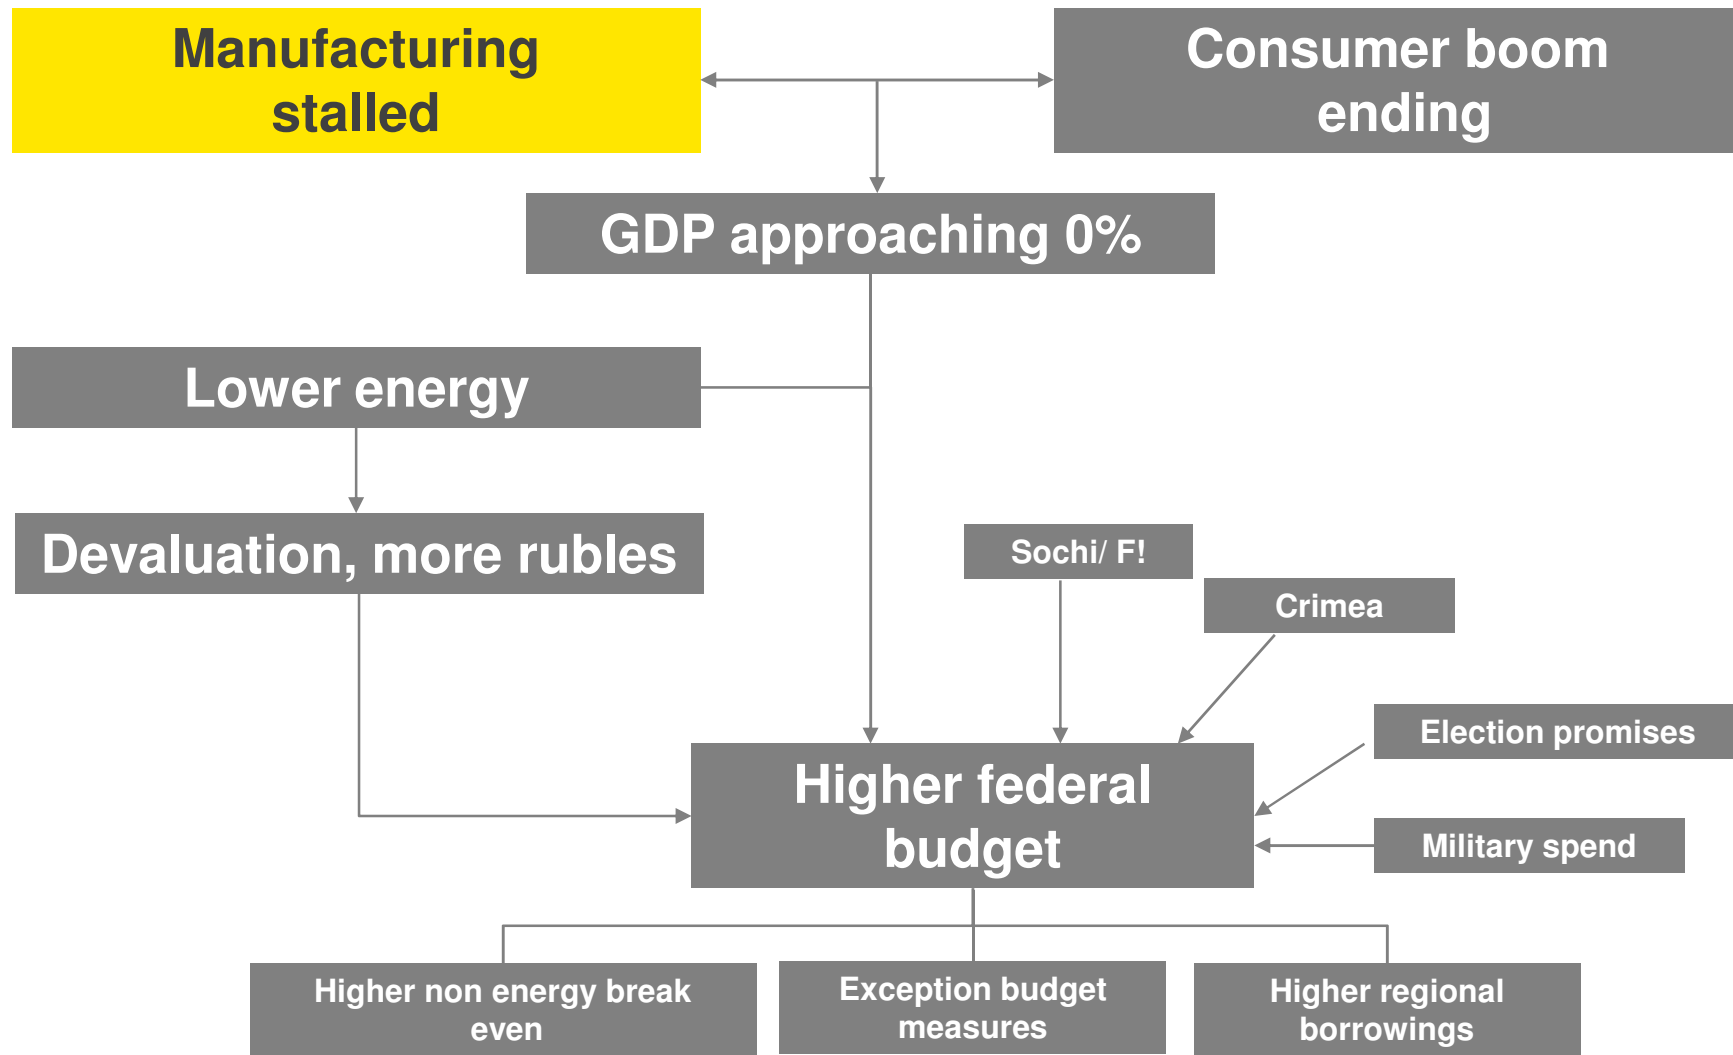 Manufacturing
stalled
Consumer boom
ending
GDP approaching 0%
Lower energy
Devaluation, more rubles
Sochi/ F!
Crimea
Election promises
Higher federal
budget
Military spend
Higher non energy break
even
Exception budget
measures
Higher regional
borrowings